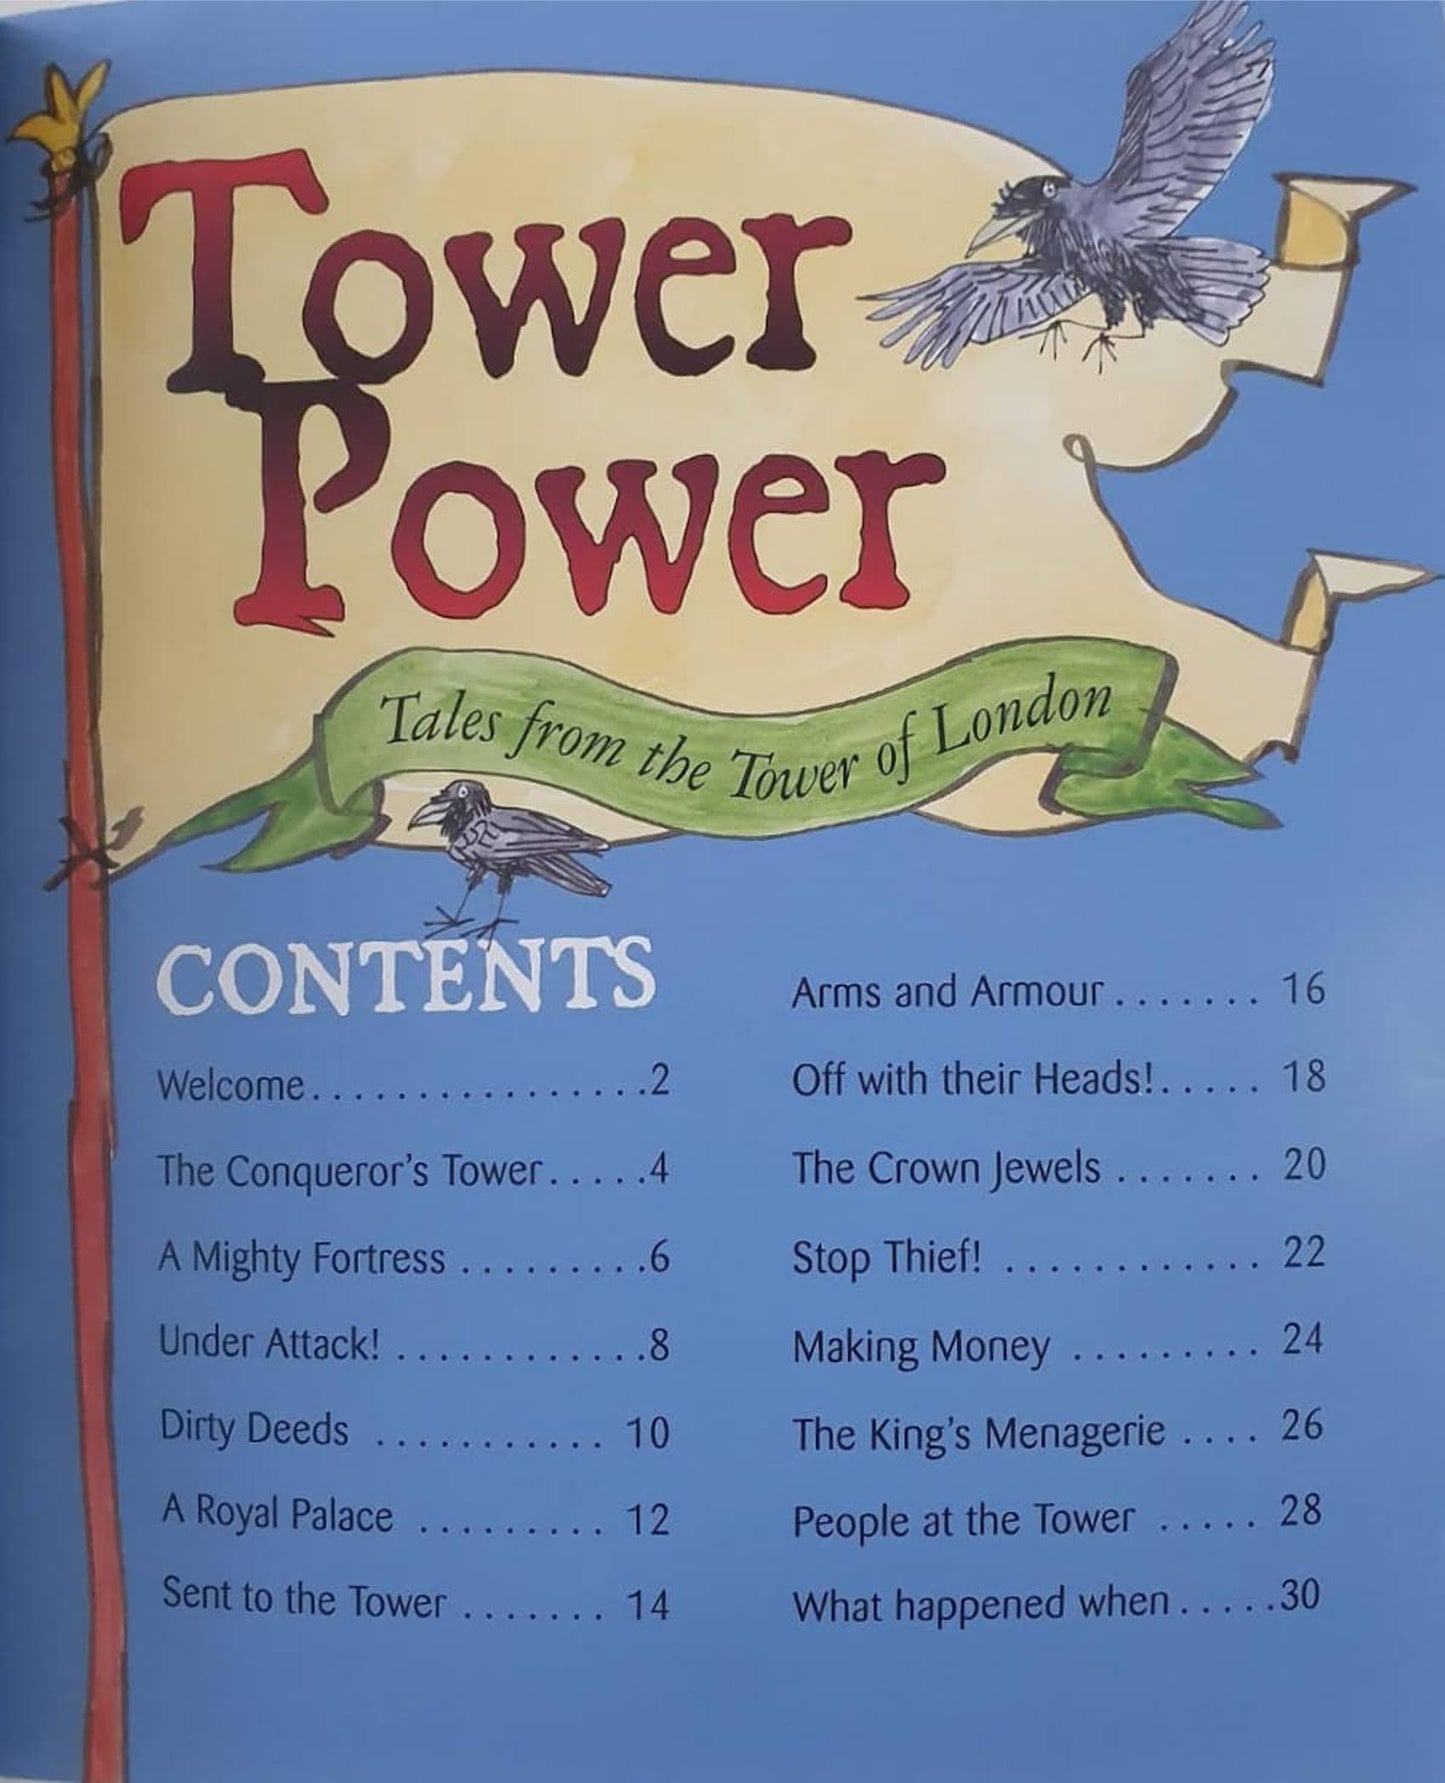 Tower
Power
Tales from the Tower of London
CONTENTS
Welcome................2
The Conqueror's Tower.....4
A Mighty Fortress .........6
Under Attack! ............8
Dirty Deeds ........... 10
A Royal Palace ......... 12
Sent to the Tower ....... 14
Arms and Armour....... 16
Off with their Heads!..... 18
The Crown Jewels ....... 20
Stop Thief! ............ 22
Making Money ......... 24
The King's Menagerie .... 26
People at the Tower ..... 28
What happened when.....30